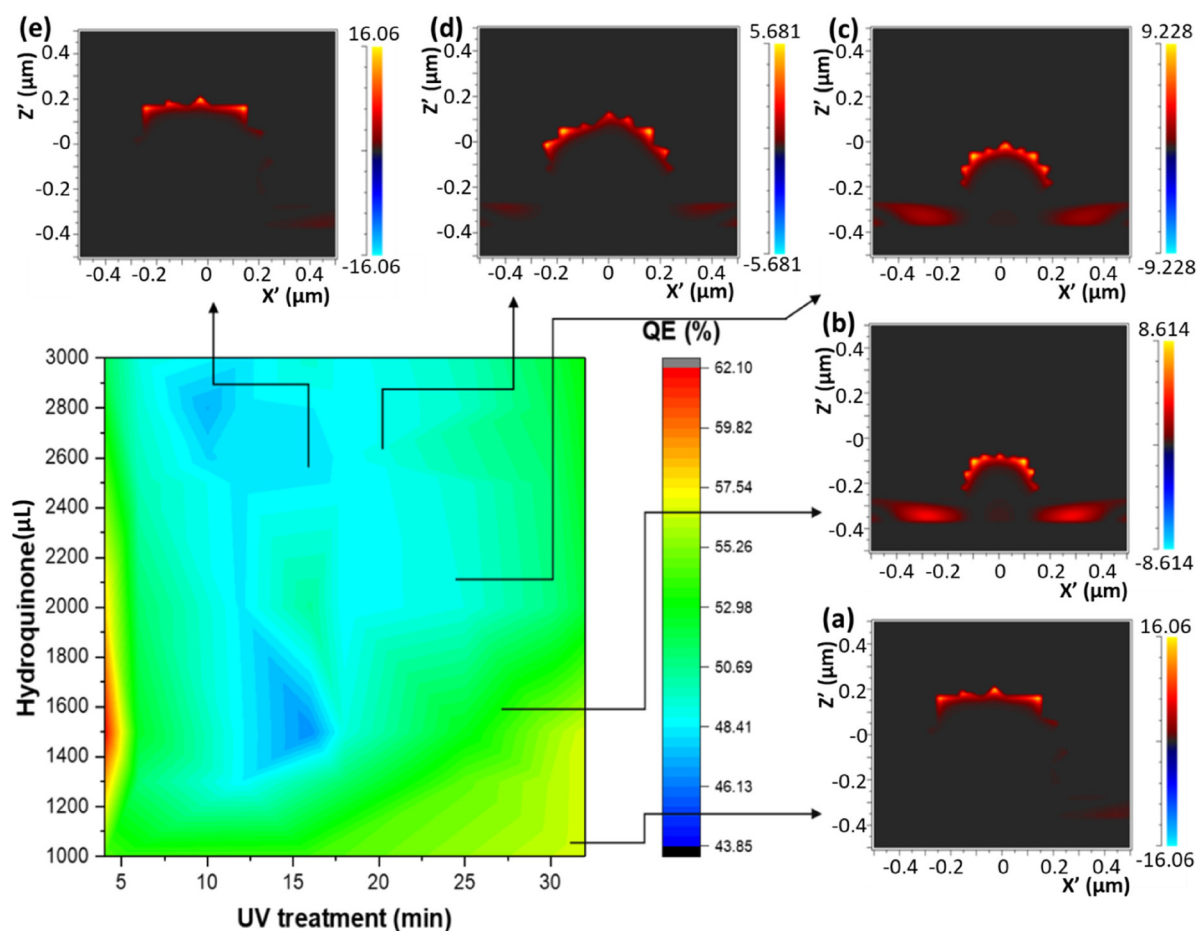 (e)
16.06
Z' (µm)
0.4
0.2
-0
-0.2
-0.4
-16.06
-0.4 -0.2 0 0.2 0.4
X' (µm)
(d)
5.681
Z' (µm)
0.4
0.2
-0
-0.2
-0.4
-5.681
-0.4 -0.2 0 0.2 0.4
X' (µm)
(c)
9.228
Z' (µm)
0.4
0.2
-0
-0.2
-0.4
-9.228
-0.4 -0.2 0 0.2 0.4
X' (µm)
(b)
8.614
Z' (µm)
0.4
0.2
-0
-0.2
-0.4
-8.614
-0.4 -0.2 0 0.2 0.4
X' (µm)
(a)
16.06
Z' (µm)
0.4
0.2
-0
-0.2
-0.4
-16.06
-0.4 -0.2 0 0.2 0.4
X' (µm)
Hydroquinone(µL)
3000
2800
2600
2400
2200
2000
1800
1600
1400
1200
1000
5 10 15 20 25 30
UV treatment (min)
QE (%)
62.10
59.82
57.54
55.26
52.98
50.69
48.41
46.13
43.85